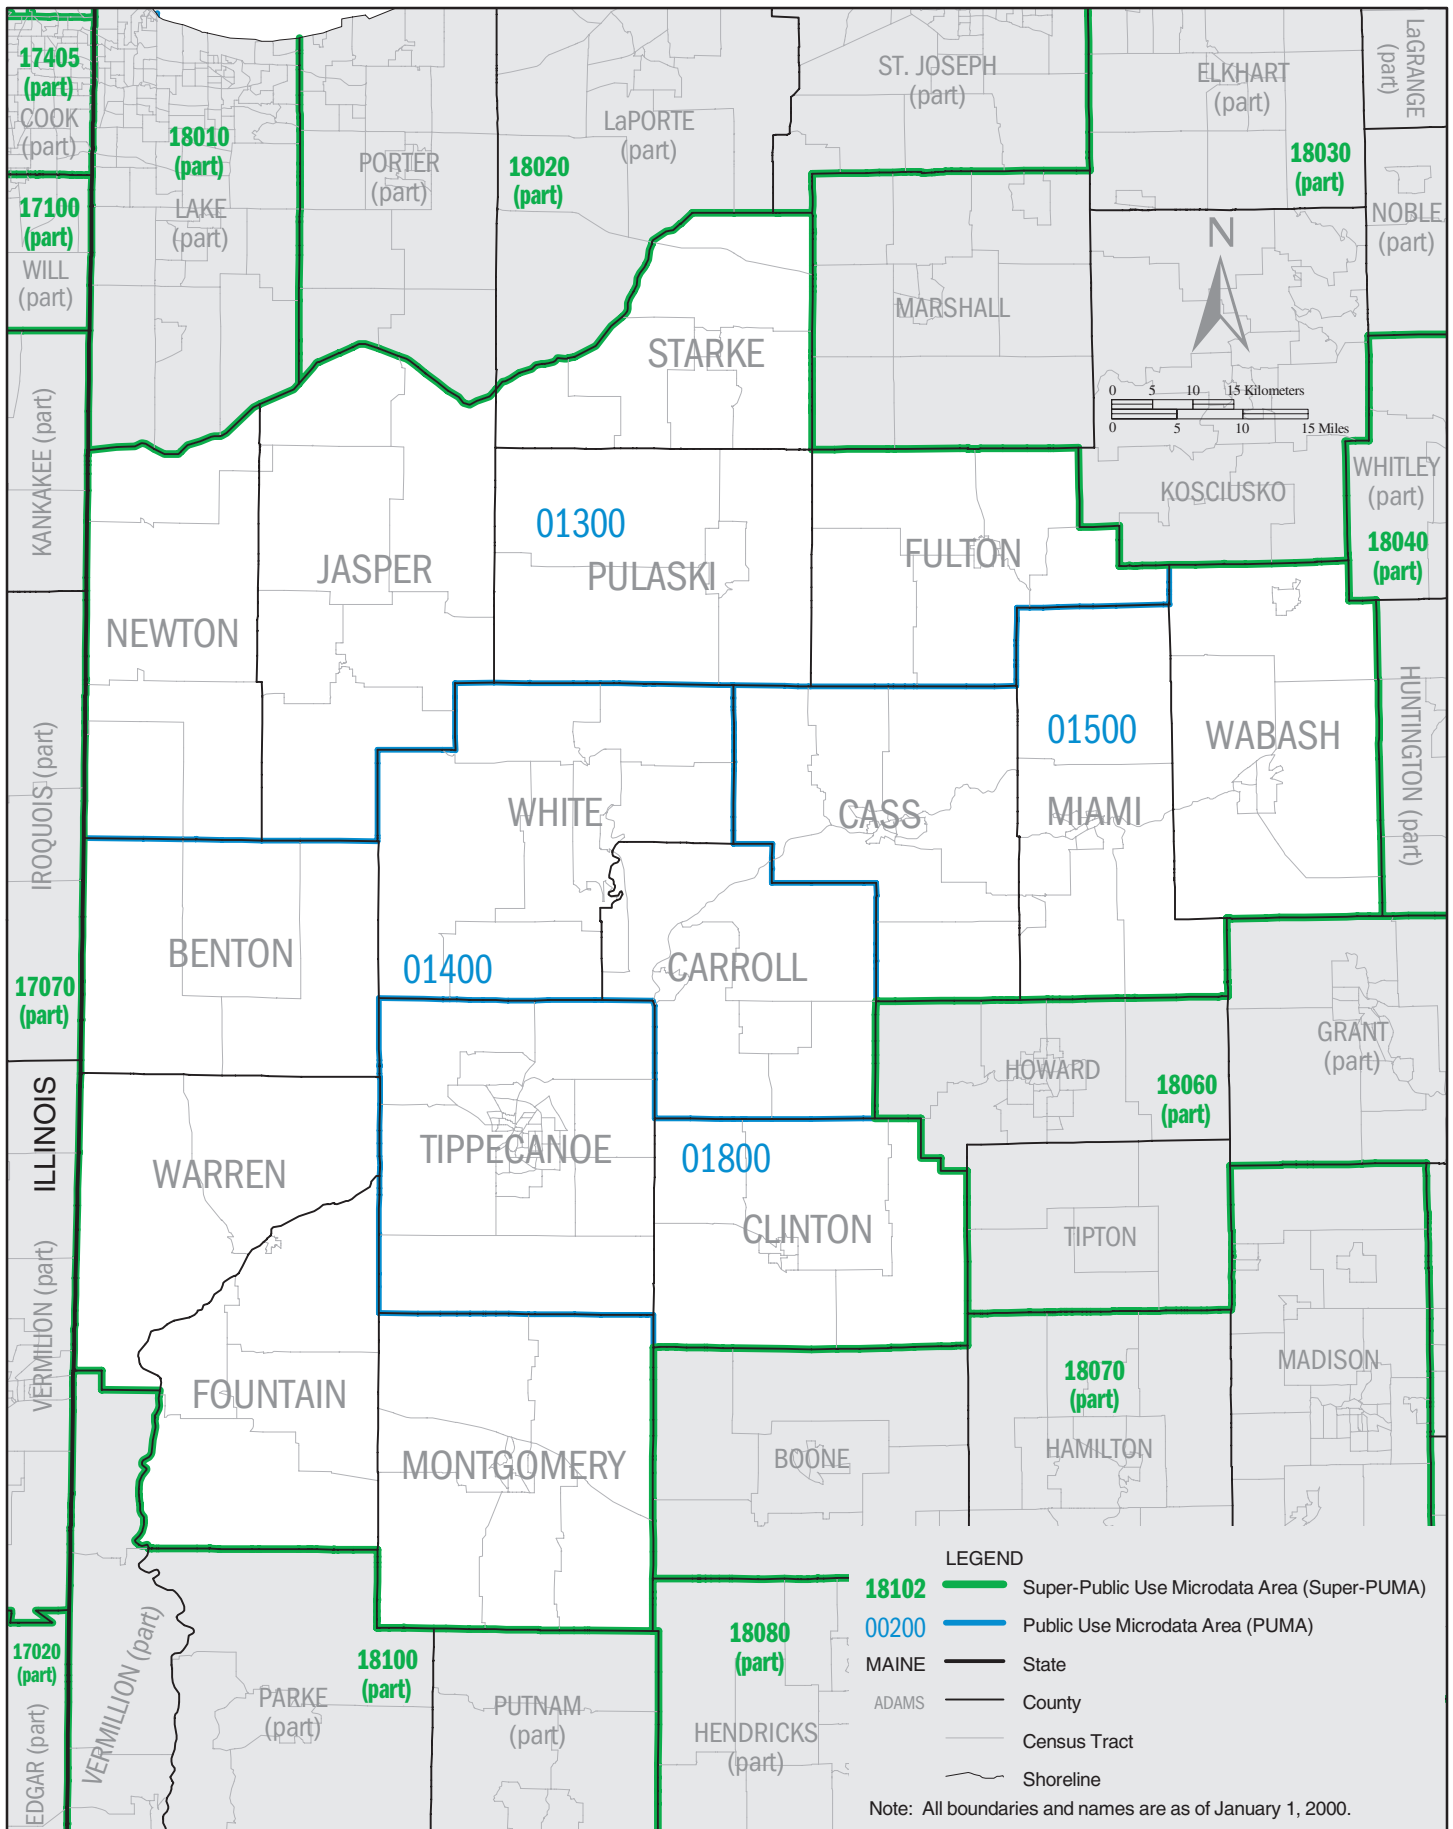 17405
(part)
COOK
(part)
18010
(part)
LAKE
(part)
PORTER
(part)
18020
(part)
LaPORTE
(part)
ST. JOSEPH
(part)
ELKHART
(part)
LaGRANGE
(part)
18030
(part)
17100
(part)
WILL
(part)
NOBLE
(part)
N
MARSHALL
STARKE
0 5 10 15 Kilometers
0 5 10 15 Miles
KANKAKEE (part)
KOSCIUSKO
WHITLEY
(part)
18040
(part)
01300
JASPER
PULASKI
FULTON
NEWTON
01500
WABASH
HUNTINGTON (part)
IROQUOIS (part)
WHITE
CASS
MIAMI
BENTON
01400
CARROLL
17070
(part)
GRANT
(part)
HOWARD
18060
(part)
ILLINOIS
WARREN
TIPPECANOE
01800
CLINTON
TIPTON
VERMILION (part)
FOUNTAIN
18070
(part)
MADISON
MONTGOMERY
BOONE
HAMILTON
17020
(part)
EDGAR (part)
VERMILLION (part)
18100
(part)
PARKE
(part)
PUTNAM
(part)
18080
(part)
HENDRICKS
(part)
LEGEND
18102 Super-Public Use Microdata Area (Super-PUMA)
00200 Public Use Microdata Area (PUMA)
MAINE State
ADAMS County
Census Tract
Shoreline
Note: All boundaries and names are as of January 1, 2000.